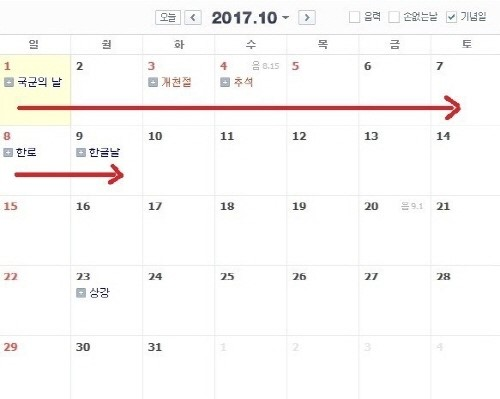 오늘 2017.10 음력 손없는날 기념일
일 월 화 수 목 금 토
1 2 3 4 음 8.15 5 6 7
국군의 날 개천절 추석
8 9 10 11 12 13 14
한로 한글날
15 16 17 18 19 20 음 9.1 21
22 23 24 25 26 27 28
상강
29 30 31 1 2 3 4